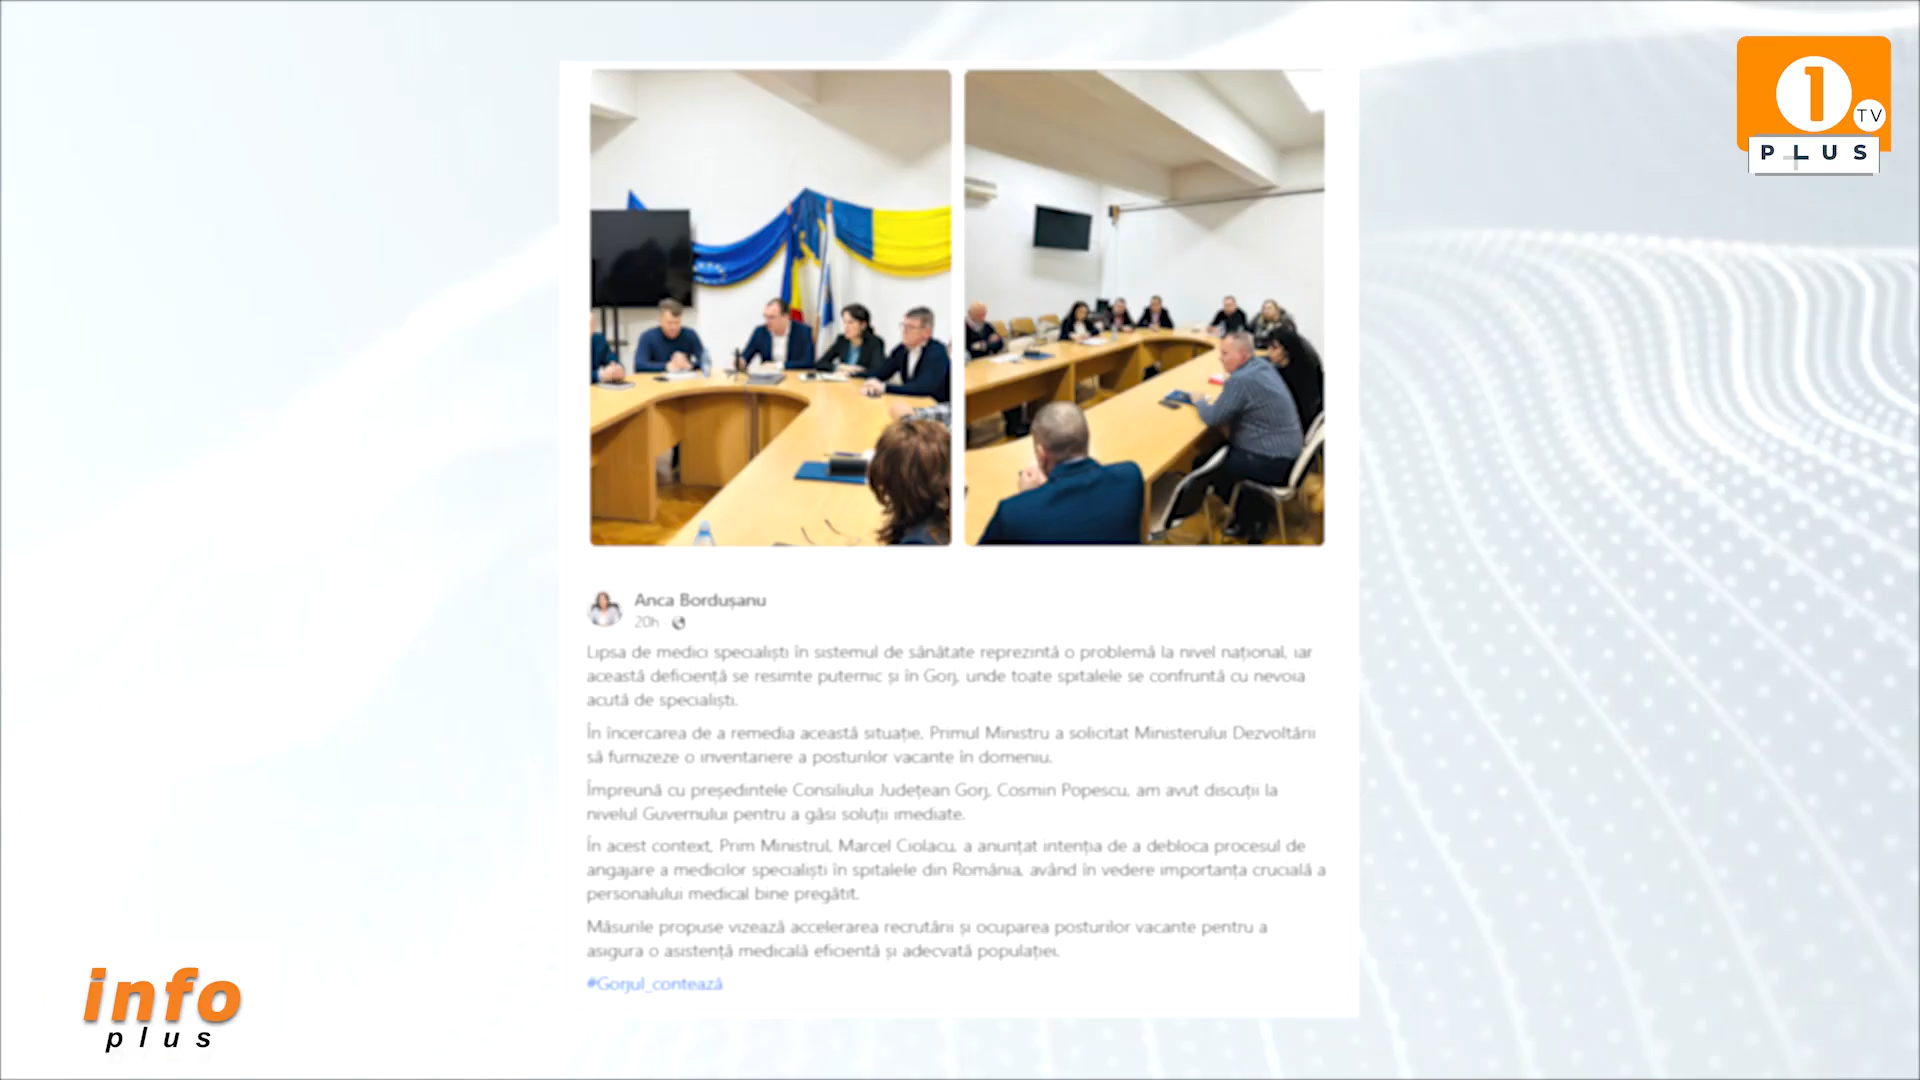 1
TV
PLUS
Anca Bordușanu
20h
Lipsa de medici specialiști în sistemul de sănătate reprezintă o problemă la nivel național, iar
această deficiență se resimte puternic și în Gorj, unde toate spitalele se confruntă cu nevoia
acută de specialiști.
În încercarea de a remedia această situație, Primul Ministru a solicitat Ministerului Dezvoltării
să furnizeze o inventariere a posturilor vacante în domeniu.
Împreună cu președintele Consiliului Județean Gorj, Cosmin Popescu, am avut discuții la
nivelul Guvernului pentru a găsi soluții imediate.
În acest context, Prim Ministrul, Marcel Ciolacu, a anunțat intenția de a debloca procesul de
angajare a medicilor specialiști în spitalele din România, având în vedere importanța crucială a
personalului medical bine pregătit.
Măsurile propuse vizează accelerarea recrutării și ocuparea posturilor vacante pentru a
asigura o asistență medicală eficientă și adecvată populației.
#Gorjul_contează
info
plus